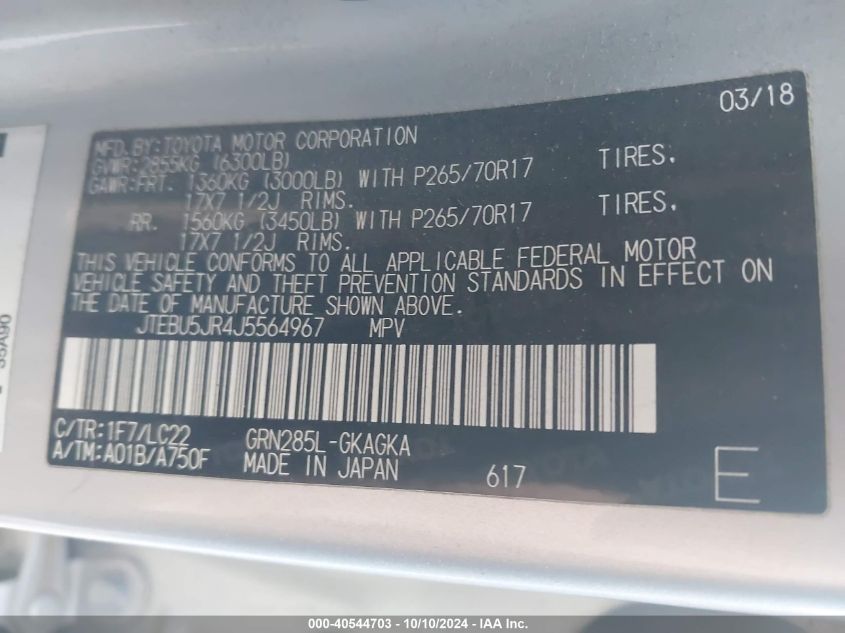 03/18
MFD. BY: TOYOTA MOTOR CORPORATION
GVWR: 2855KG (6300LB)
GAWR: FRT. 1360KG (3000LB) WITH P265/70R17 TIRES,
17X7 1/2J RIMS.
RR. 1560KG (3450LB) WITH P265/70R17 TIRES,
17X7 1/2J RIMS.
THIS VEHICLE CONFORMS TO ALL APPLICABLE FEDERAL MOTOR
VEHICLE SAFETY AND THEFT PREVENTION STANDARDS IN EFFECT ON
THE DATE OF MANUFACTURE SHOWN ABOVE.
JTEBU5JR4J5564967 MPV
C/TR: 1F7/LC22 GRN285L-GKAGKA
A/TM: A01B/A750F MADE IN JAPAN 617 E
35A90
000-40544703 - 10/10/2024 - IAA Inc.